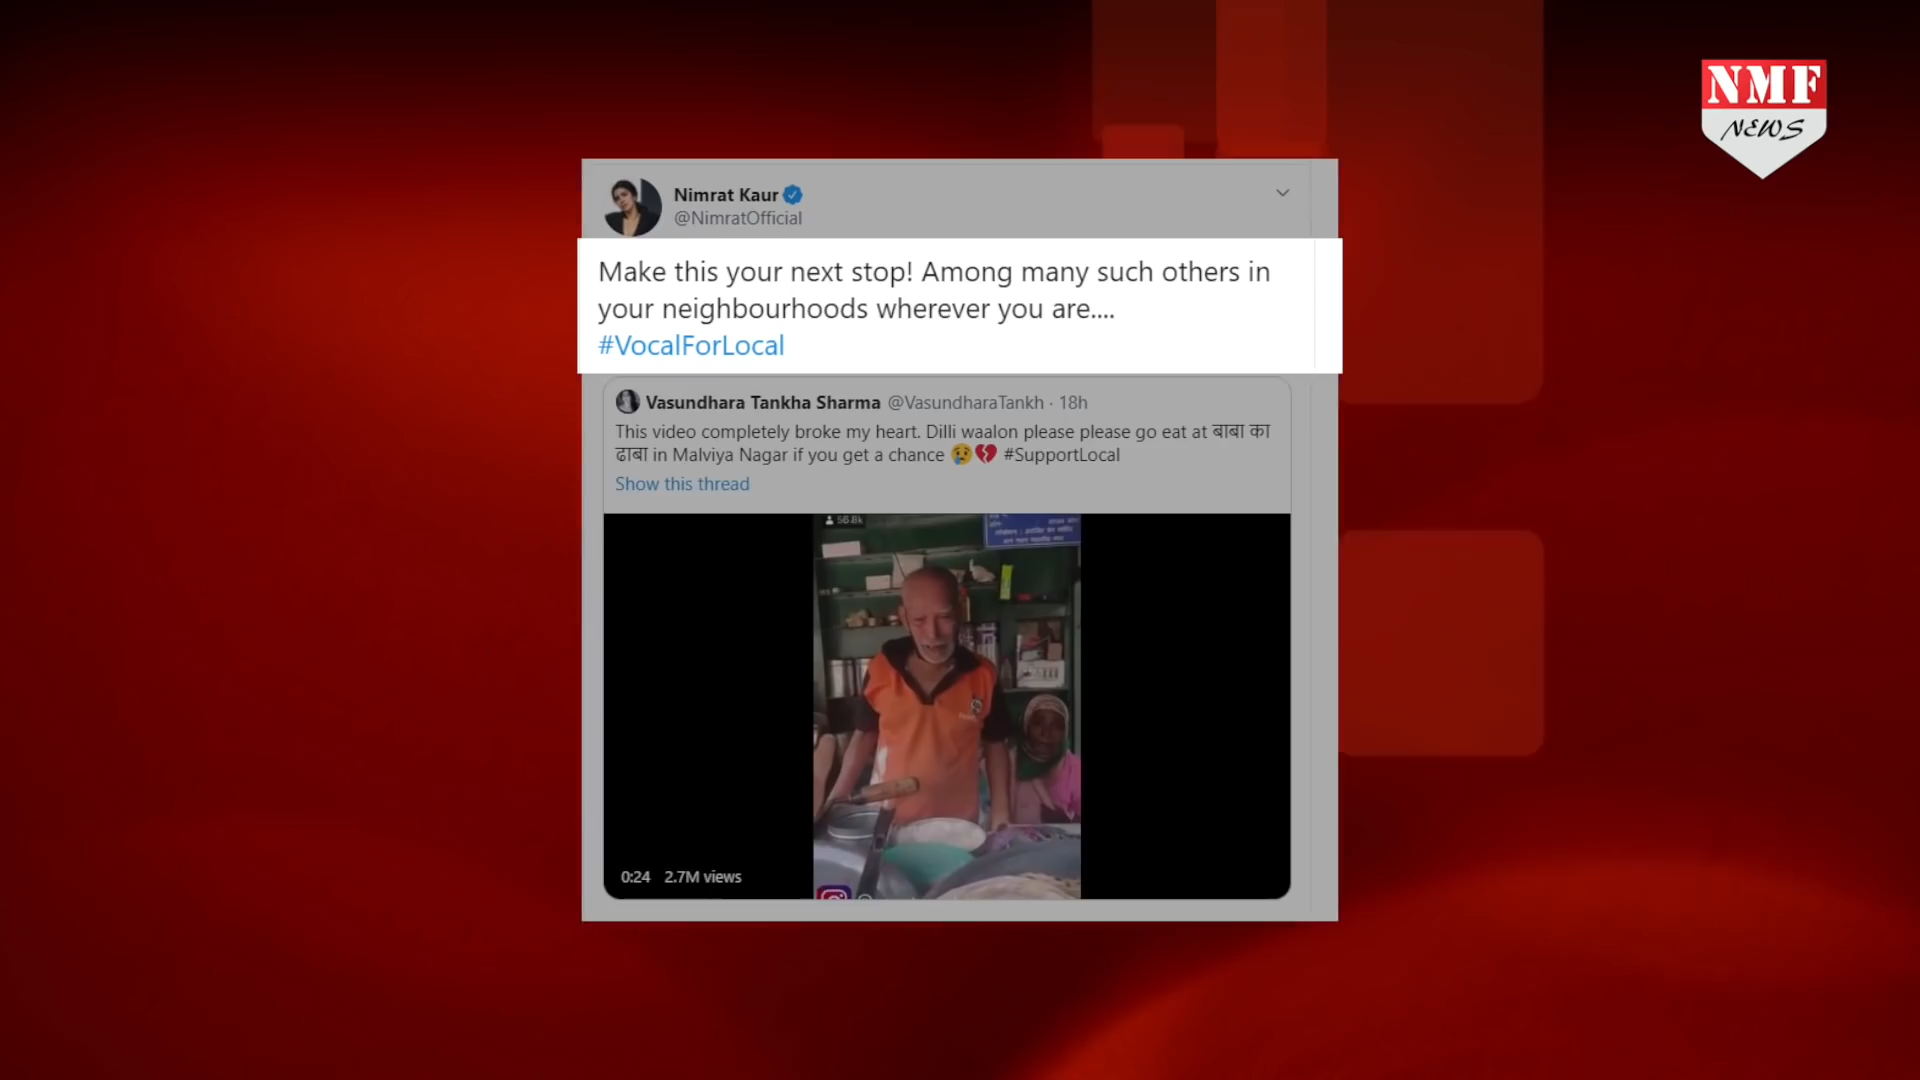 NMF
NEWS
Nimrat Kaur
@NimratOfficial
Make this your next stop! Among many such others in
your neighbourhoods wherever you are....
#VocalForLocal
Vasundhara Tankha Sharma @VasundharaTankh · 18h
This video completely broke my heart. Dilli waalon please please go eat at बाबा का
ढाबा in Malviya Nagar if you get a chance 😢💔 #SupportLocal
Show this thread
56.8k
0:24 2.7M views